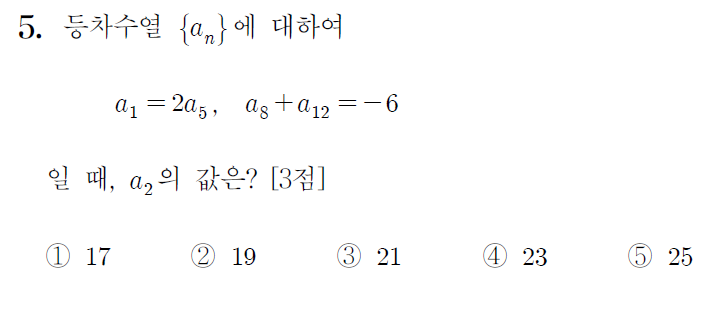 5. 등차수열 {aₙ}에 대하여
a₁=2a₅, a₈+a₁₂=-6
일 때, a₂의 값은? [3점]
① 17 ② 19 ③ 21 ④ 23 ⑤ 25